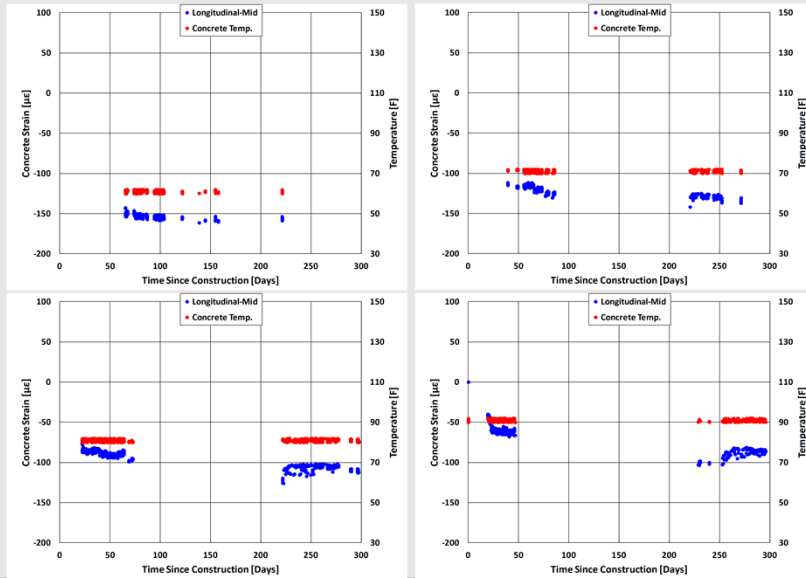 100
50
0
-50
-100
-150
-200
Concrete Strain [µε]
Longitudinal-Mid
Concrete Temp.
150
130
110
90
70
50
30
Temperature [F]
0 50 100 150 200 250 300
Time Since Construction [Days]
100
50
0
-50
-100
-150
-200
Concrete Strain [µε]
Longitudinal-Mid
Concrete Temp.
150
130
110
90
70
50
30
Temperature [F]
0 50 100 150 200 250 300
Time Since Construction [Days]
100
50
0
-50
-100
-150
-200
Concrete Strain [µε]
Longitudinal-Mid
Concrete Temp.
150
130
110
90
70
50
30
Temperature [F]
0 50 100 150 200 250 300
Time Since Construction [Days]
100
50
0
-50
-100
-150
-200
Concrete Strain [µε]
Longitudinal-Mid
Concrete Temp.
150
130
110
90
70
50
30
Temperature [F]
0 50 100 150 200 250 300
Time Since Construction [Days]